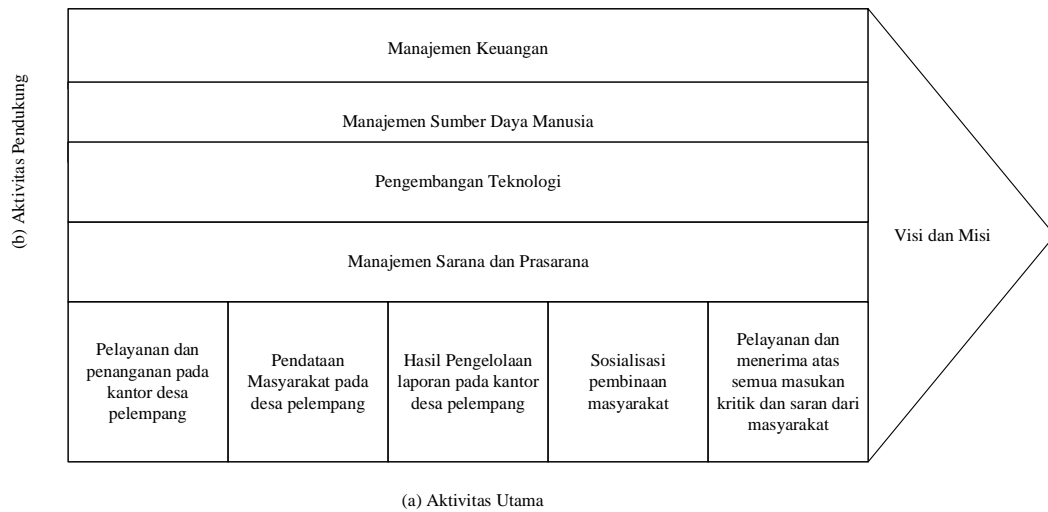 Manajemen Keuangan
(b) Aktivitas Pendukung
Manajemen Sumber Daya Manusia
Pengembangan Teknologi
Visi dan Misi
Manajemen Sarana dan Prasarana
Pelayanan dan
penanganan pada
kantor desa
pelempang
Pendataan
Masyarakat pada
desa pelempang
Hasil Pengelolaan
laporan pada kantor
desa pelempang
Sosialisasi
pembinaan
masyarakat
Pelayanan dan
menerima atas
semua masukan
kritik dan saran dari
masyarakat
(a) Aktivitas Utama